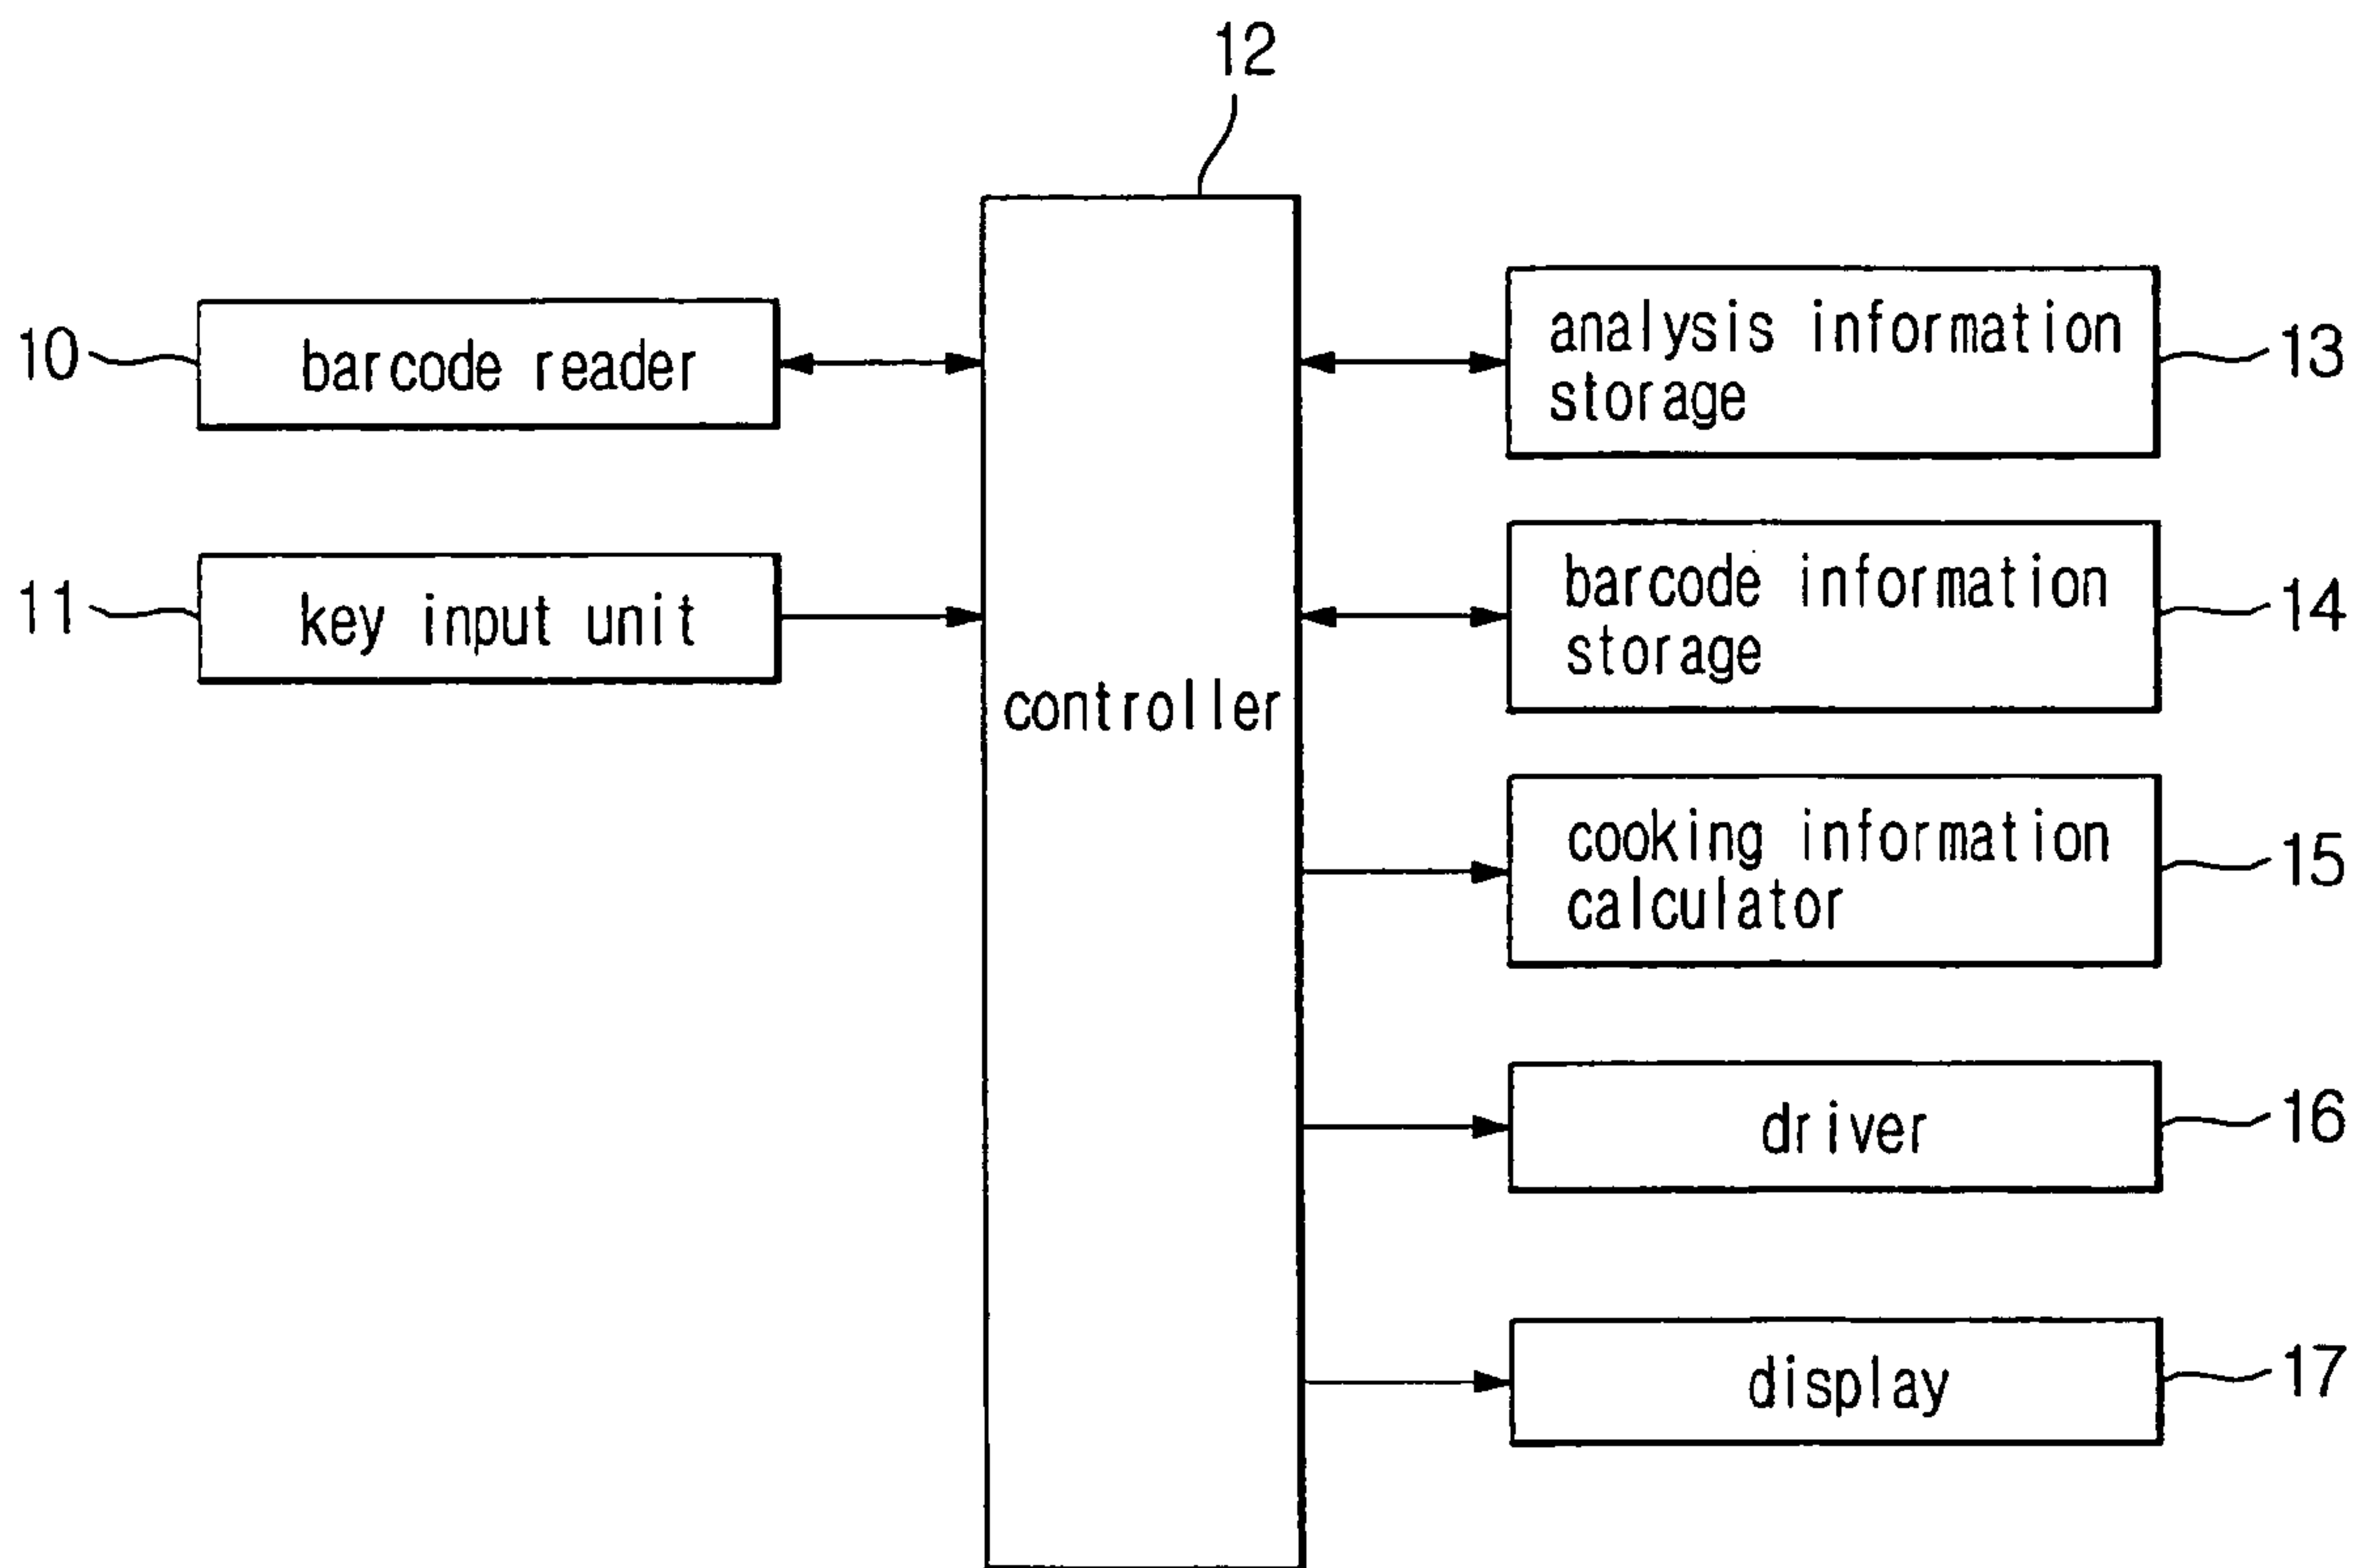 12
10
barcode reader
11
key input unit
controller
analysis information
storage
13
barcode information
storage
14
cooking information
calculator
15
driver
16
display
17